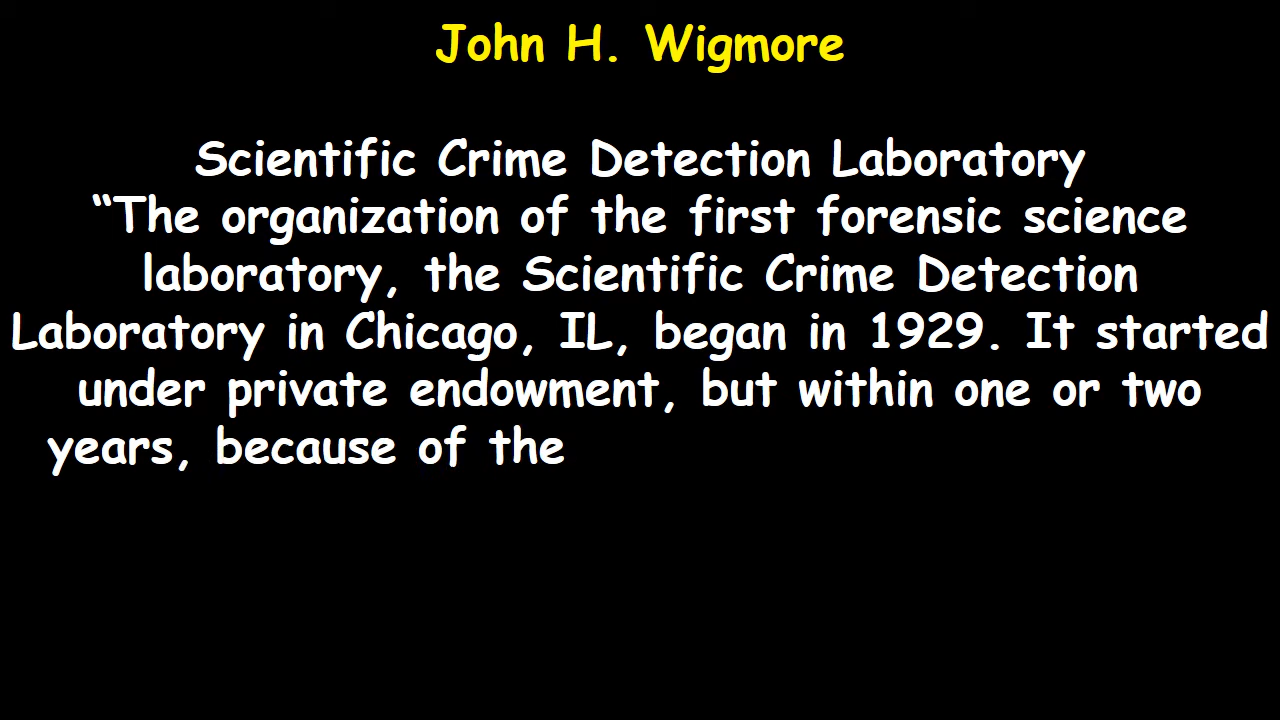 John H. Wigmore
Scientific Crime Detection Laboratory
“The organization of the first forensic science
laboratory, the Scientific Crime Detection
Laboratory in Chicago, IL, began in 1929. It started
under private endowment, but within one or two
years, because of the